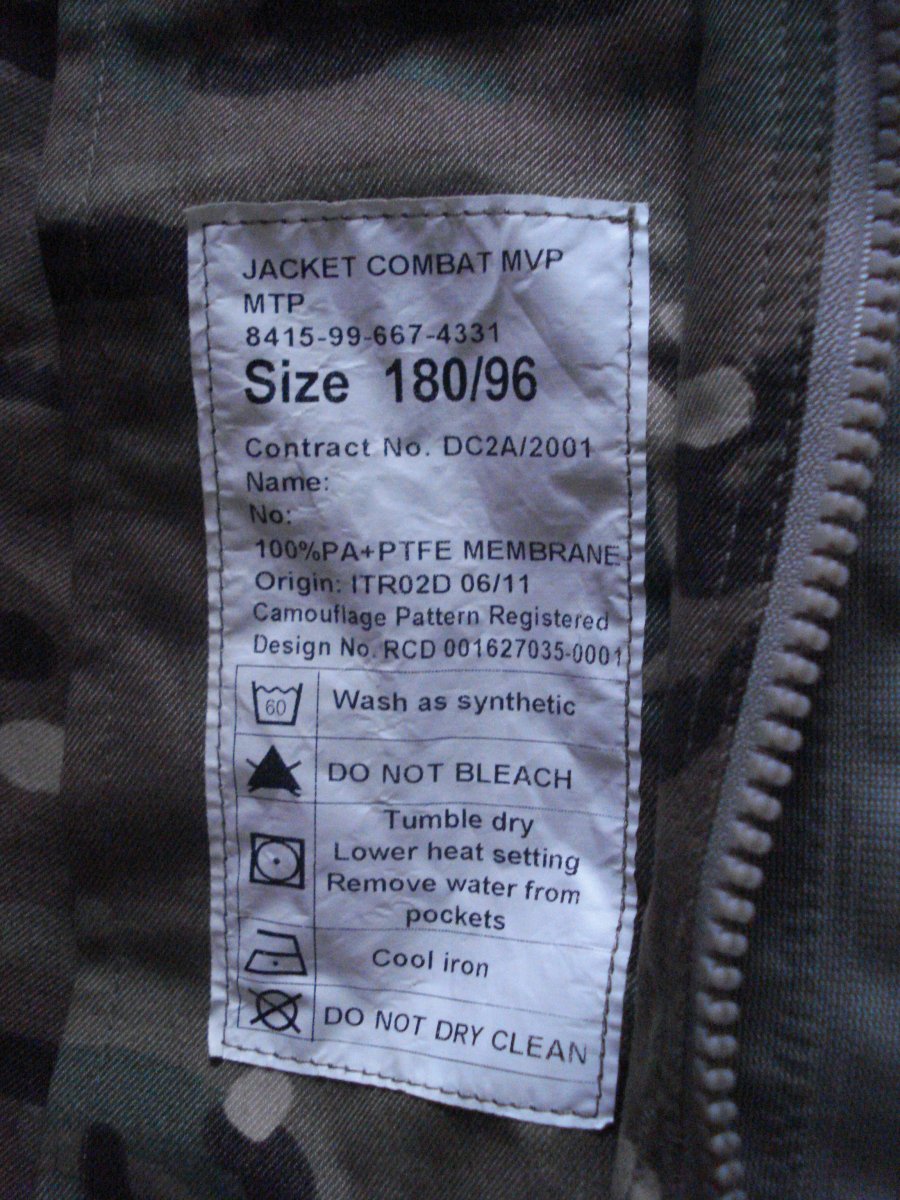 JACKET COMBAT MVP
MTP
8415-99-667-4331
Size 180/96
Contract No. DC2A/2001
Name:
No:
100%PA+PTFE MEMBRANE
Origin: ITR02D 06/11
Camouflage Pattern Registered
Design No. RCD 001627035-0001
60 Wash as synthetic
DO NOT BLEACH
Tumble dry
Lower heat setting
Remove water from
pockets
Cool iron
DO NOT DRY CLEAN